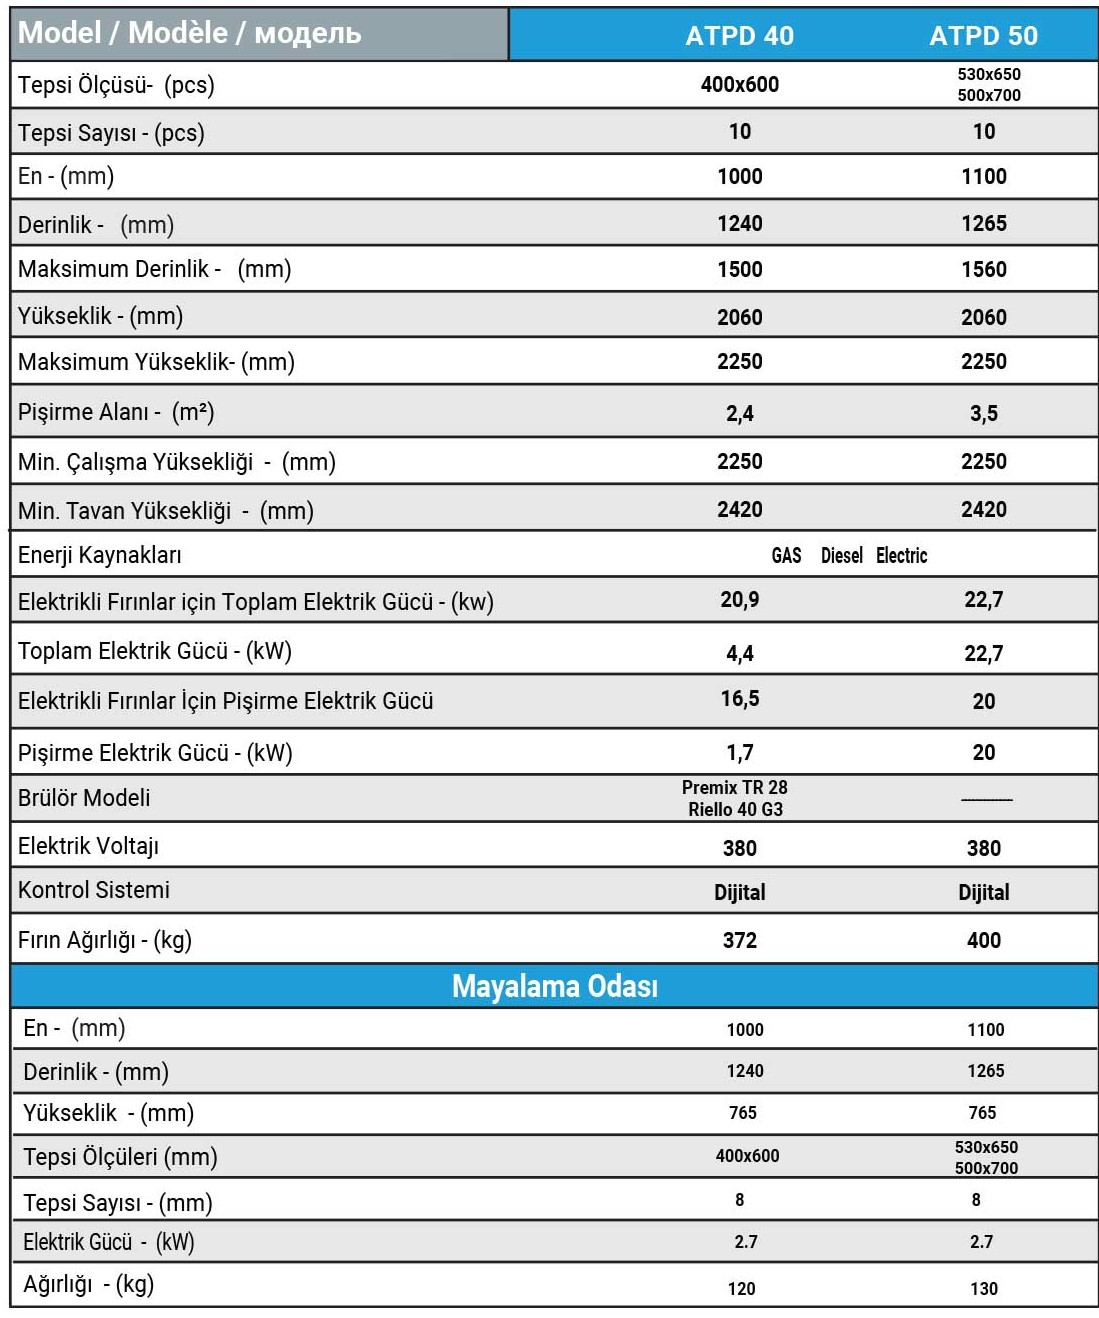 Model / Modèle / модель ATPD 40 ATPD 50
Tepsi Ölçüsü- (pcs) 400x600 530x650
500x700
Tepsi Sayısı - (pcs) 10 10
En - (mm) 1000 1100
Derinlik - (mm) 1240 1265
Maksimum Derinlik - (mm) 1500 1560
Yükseklik - (mm) 2060 2060
Maksimum Yükseklik- (mm) 2250 2250
Pişirme Alanı - (m²) 2,4 3,5
Min. Çalışma Yüksekliği - (mm) 2250 2250
Min. Tavan Yüksekliği - (mm) 2420 2420
Enerji Kaynakları GAS Diesel Electric
Elektrikli Fırınlar için Toplam Elektrik Gücü - (kw) 20,9 22,7
Toplam Elektrik Gücü - (kW) 4,4 22,7
Elektrikli Fırınlar İçin Pişirme Elektrik Gücü 16,5 20
Pişirme Elektrik Gücü - (kW) 1,7 20
Brülör Modeli Premix TR 28 --------------
Riello 40 G3
Elektrik Voltajı 380 380
Kontrol Sistemi Dijital Dijital
Fırın Ağırlığı - (kg) 372 400
Mayalama Odası
En - (mm) 1000 1100
Derinlik - (mm) 1240 1265
Yükseklik - (mm) 765 765
Tepsi Ölçüleri (mm) 400x600 530x650
500x700
Tepsi Sayısı - (mm) 8 8
Elektrik Gücü - (kW) 2.7 2.7
Ağırlığı - (kg) 120 130